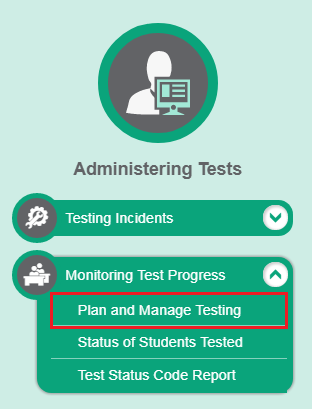 Administering Tests
Testing Incidents
Monitoring Test Progress
Plan and Manage Testing
Status of Students Tested
Test Status Code Report